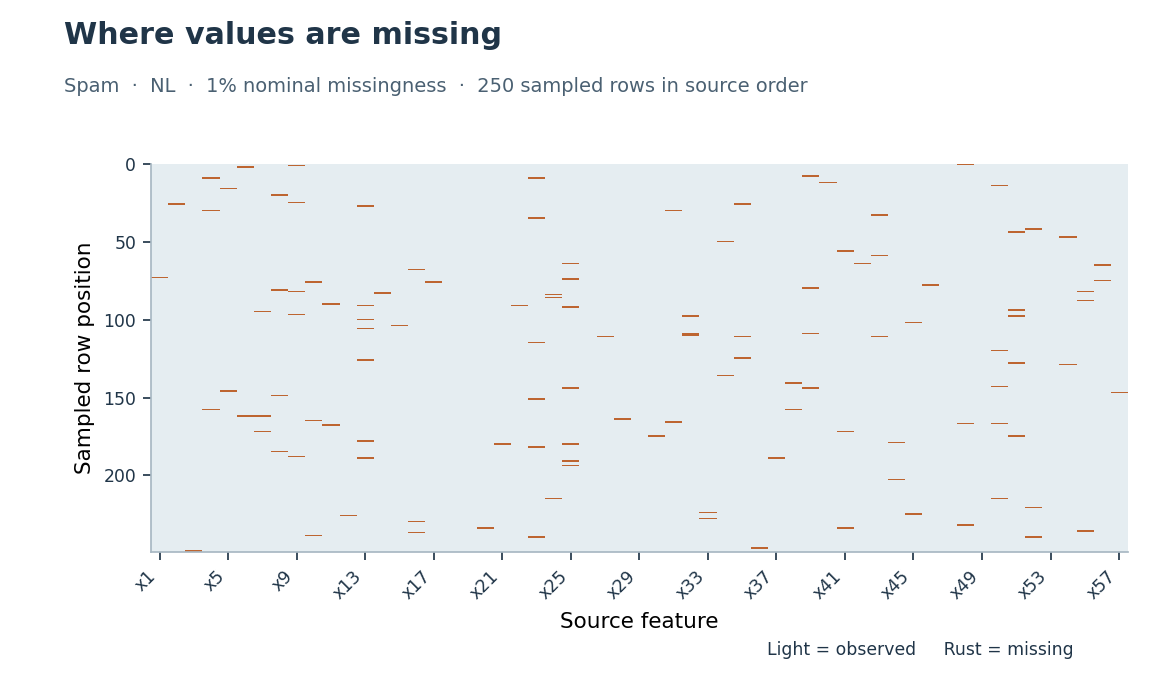 Where values are missing
Spam · NL · 1% nominal missingness · 250 sampled rows in source order
0
50
100
150
200
Sampled row position
x1 x5 x9 x13 x17 x21 x25 x29 x33 x37 x41 x45 x49 x53 x57
Source feature
Light = observed Rust = missing